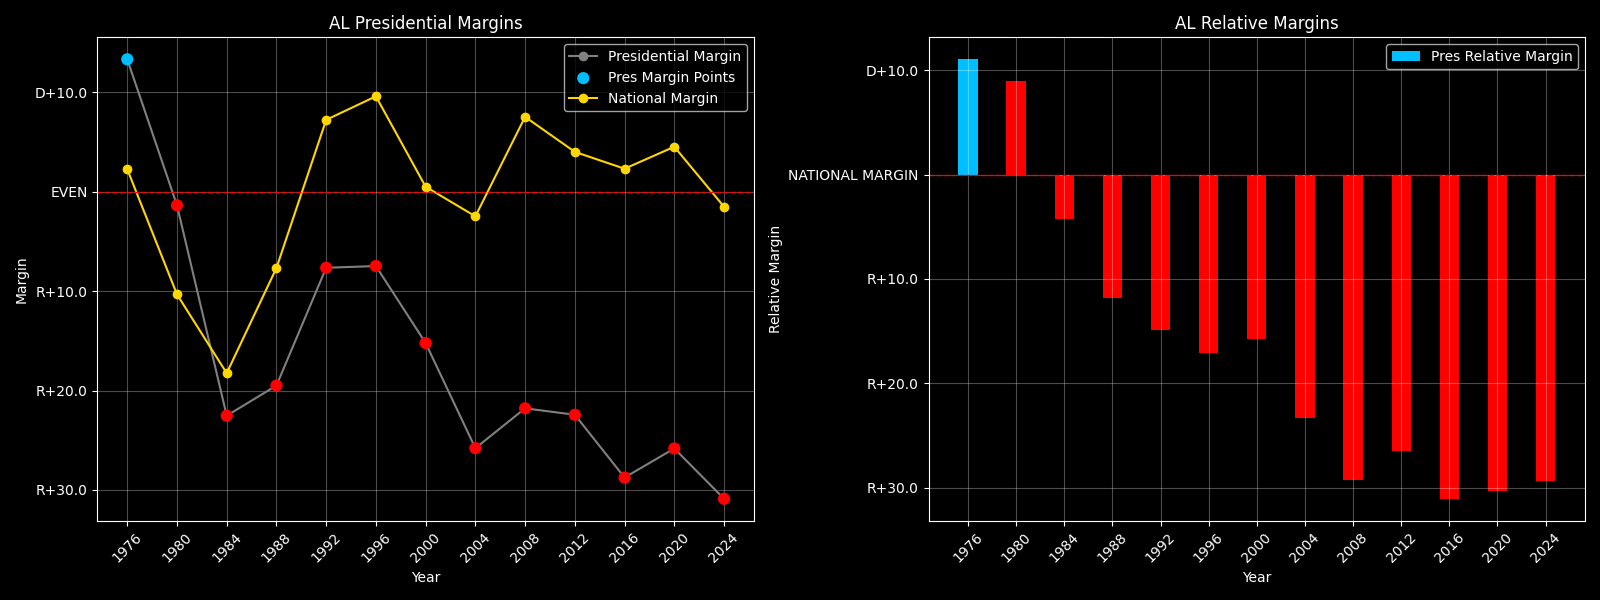 AL Presidential Margins
Presidential Margin
Pres Margin Points
National Margin
D+10.0
EVEN
R+10.0
R+20.0
R+30.0
Margin
1976
1980
1984
1988
1992
1996
2000
2004
2008
2012
2016
2020
2024
Year
AL Relative Margins
Pres Relative Margin
D+10.0
NATIONAL MARGIN
R+10.0
R+20.0
R+30.0
Relative Margin
1976
1980
1984
1988
1992
1996
2000
2004
2008
2012
2016
2020
2024
Year